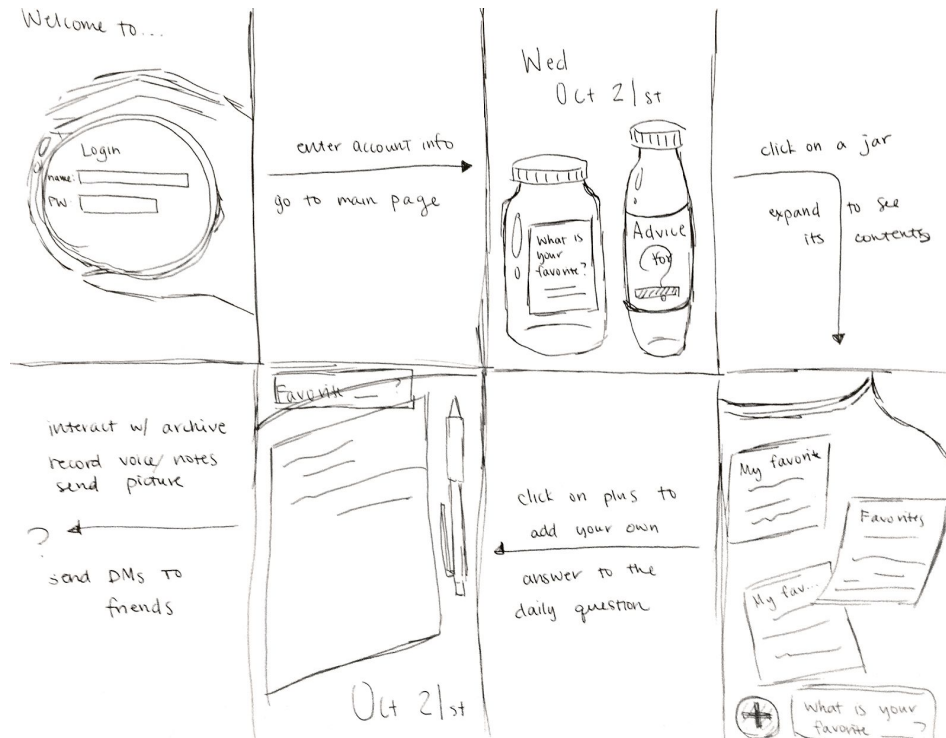 Welcome to...
Login
name:
PW:
enter account info
go to main page
Wed
Oct 21st
What is
your
favorite?
Advice
for
click on a jar
expand to see
its contents
My favorite
Favorites
My fav...
What is your
favorite __?
click on plus to
add your own
answer to the
daily question
Favorite __?
Oct 21st
interact w/ archive
record voice/notes
send picture
?
send DMs to
friends